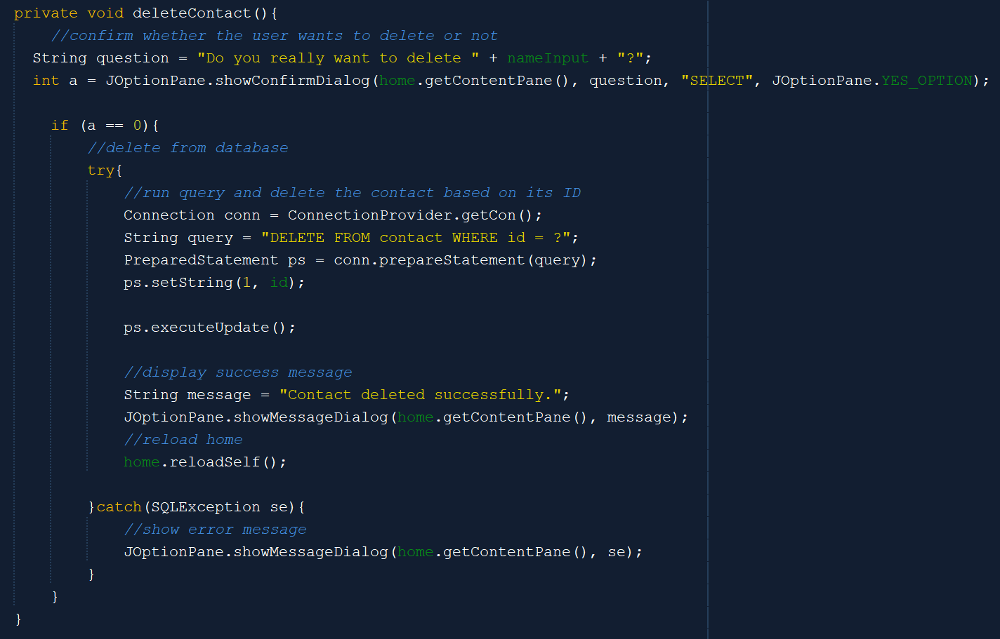 private void deleteContact(){
//confirm whether the user wants to delete or not
String question = "Do you really want to delete " + nameInput + "?";
int a = JOptionPane.showConfirmDialog(home.getContentPane(), question, "SELECT", JOptionPane.YES_OPTION);
if (a == 0){
//delete from database
try{
//run query and delete the contact based on its ID
Connection conn = ConnectionProvider.getCon();
String query = "DELETE FROM contact WHERE id = ?";
PreparedStatement ps = conn.prepareStatement(query);
ps.setString(1, id);
ps.executeUpdate();
//display success message
String message = "Contact deleted successfully.";
JOptionPane.showMessageDialog(home.getContentPane(), message);
//reload home
home.reloadSelf();
}catch(SQLException se){
//show error message
JOptionPane.showMessageDialog(home.getContentPane(), se);
}
}
}